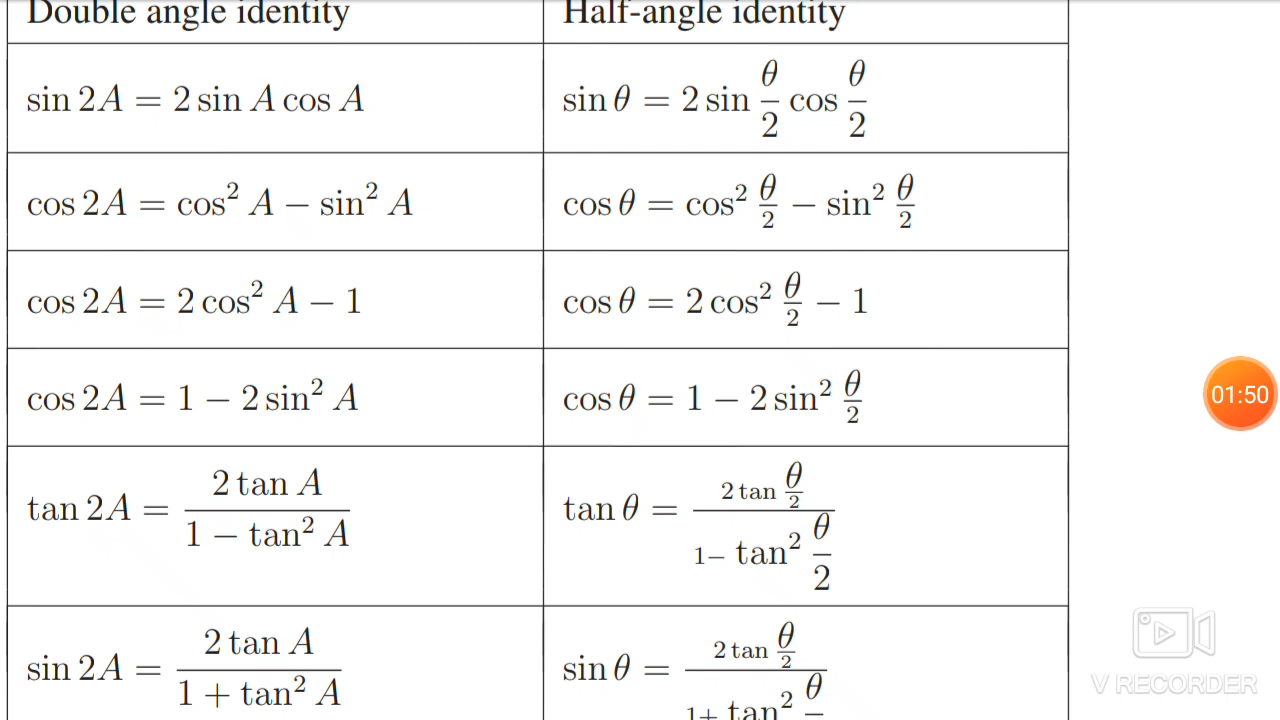 Double angle identity Half-angle identity
sin 2A = 2 sin A cos A sin θ = 2 sin θ/2 cos θ/2
cos 2A = cos² A − sin² A cos θ = cos² θ/2 − sin² θ/2
cos 2A = 2 cos² A − 1 cos θ = 2 cos² θ/2 − 1
cos 2A = 1 − 2 sin² A cos θ = 1 − 2 sin² θ/2
01:50
tan 2A = 2 tan A / 1 − tan² A tan θ = 2 tan θ/2 / 1− tan² θ/2
sin 2A = 2 tan A / 1 + tan² A sin θ = 2 tan θ/2 / 1+ tan² θ
V RECORDER